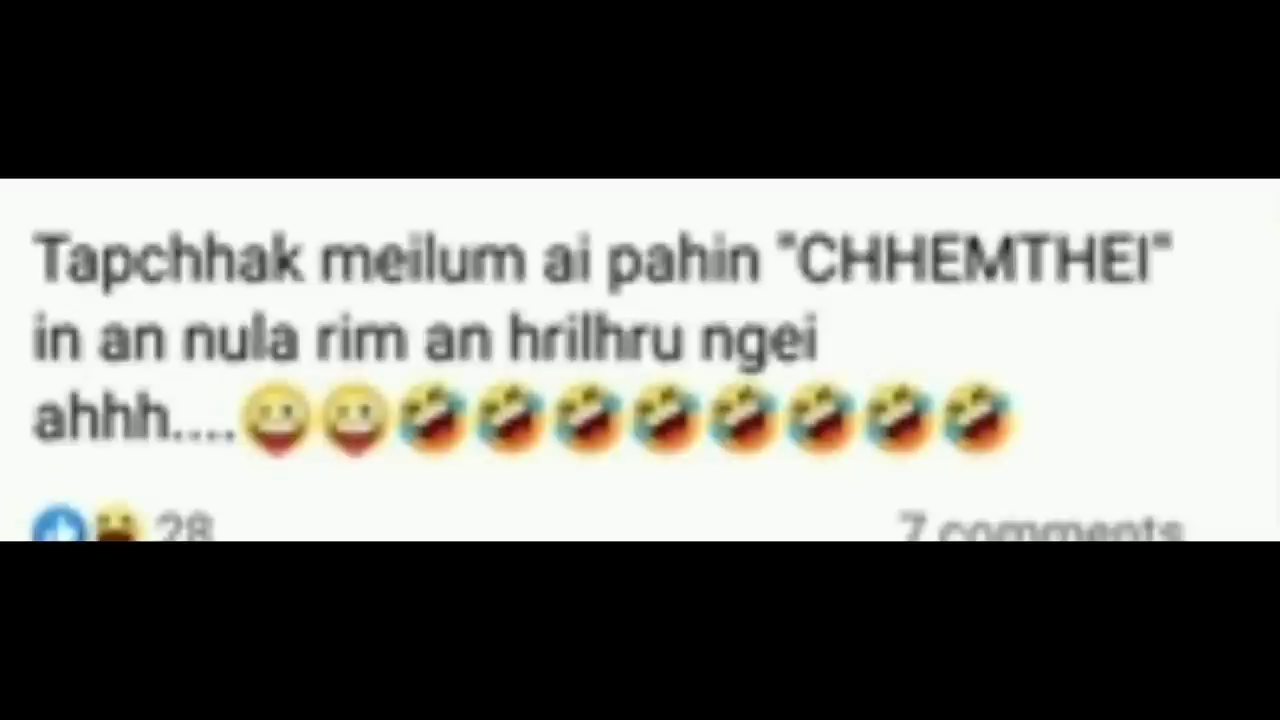 Tapchhak meilum ai pahin "CHHEMTHEI"
in an nula rim an hrilhru ngei
ahhh....😀😀🤣🤣🤣🤣🤣🤣🤣🤣
28 7 comments